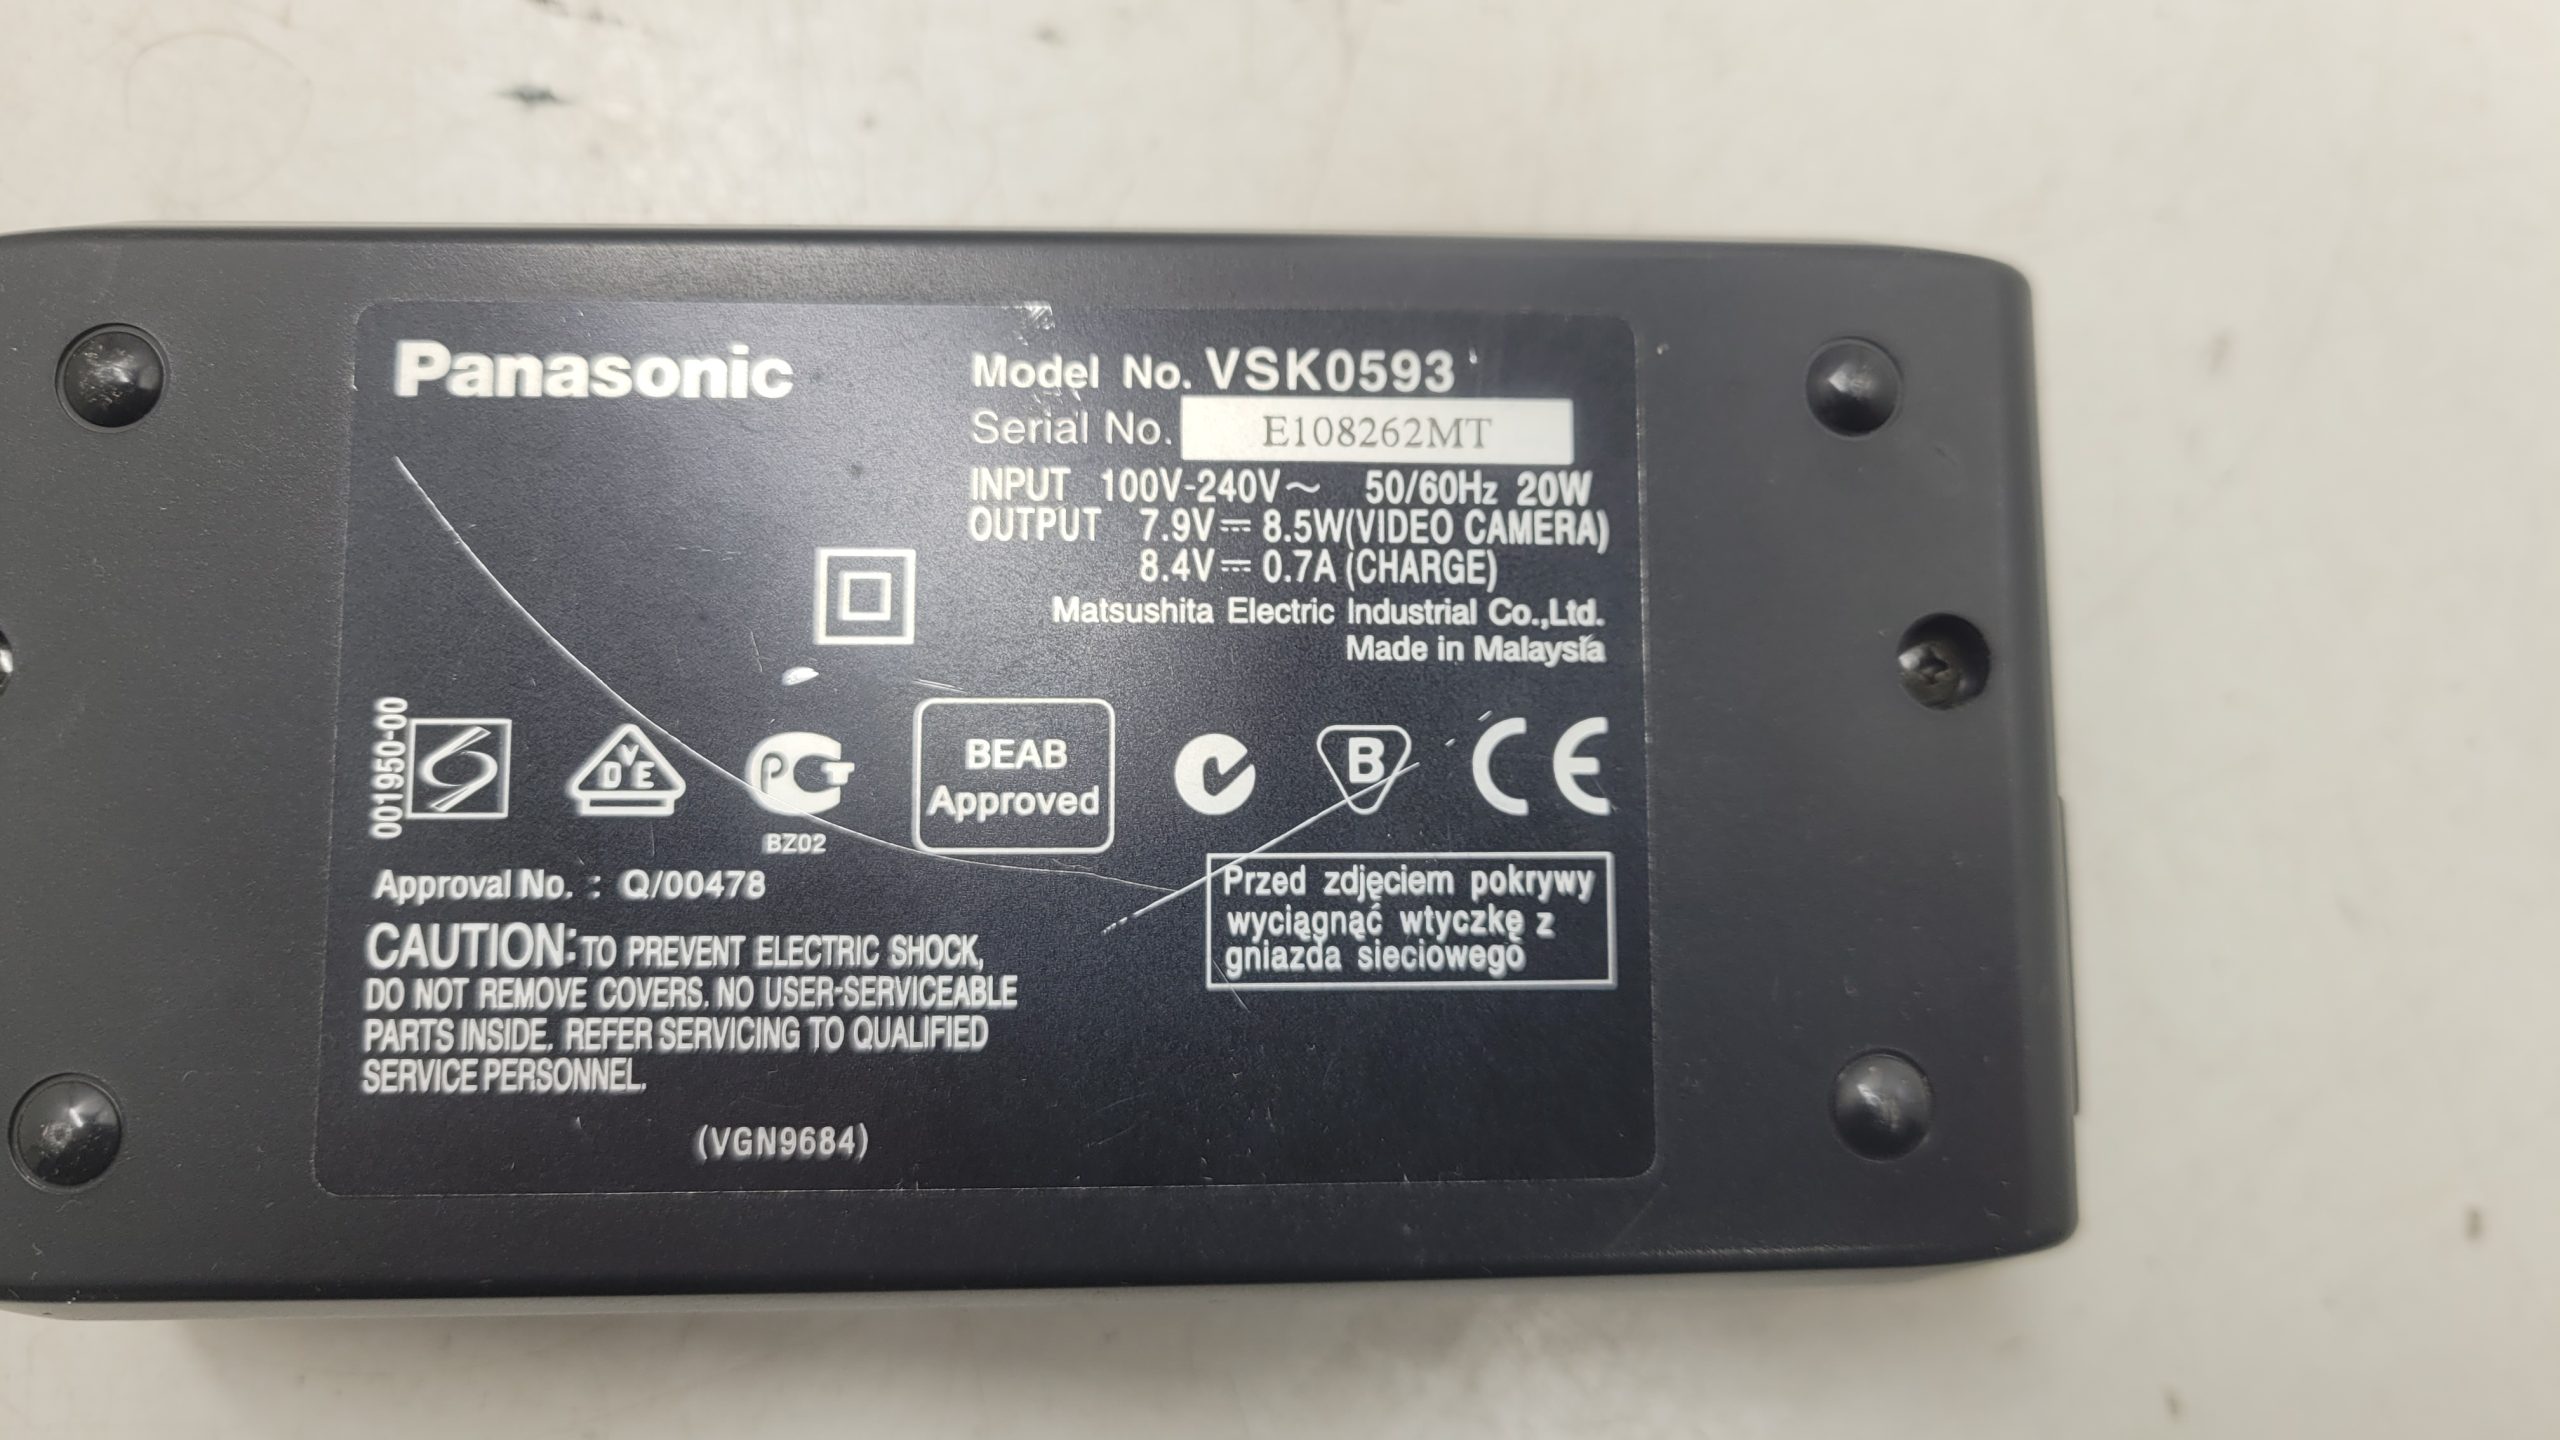 Panasonic
Model No. VSK0593
Serial No. E108262MT
INPUT 100V-240V～ 50/60Hz 20W
OUTPUT 7.9V⎓ 8.5W(VIDEO CAMERA)
8.4V⎓ 0.7A (CHARGE)
Matsushita Electric Industrial Co.,Ltd.
Made in Malaysia
001950-00
VDE
PCT
BZ02
BEAB
Approved
B
CE
Approval No. : Q/00478
CAUTION: TO PREVENT ELECTRIC SHOCK,
DO NOT REMOVE COVERS. NO USER-SERVICEABLE
PARTS INSIDE. REFER SERVICING TO QUALIFIED
SERVICE PERSONNEL.
Przed zdjęciem pokrywy
wyciągnąć wtyczkę z
gniazda sieciowego
(VGN9684)